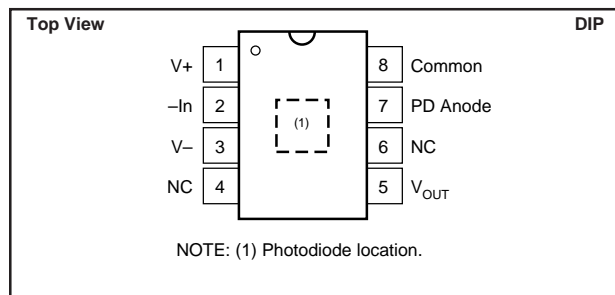 Top View DIP
V+ 1 8 Common
–In 2 7 PD Anode
(1)
V– 3 6 NC
NC 4 5 VOUT
NOTE: (1) Photodiode location.